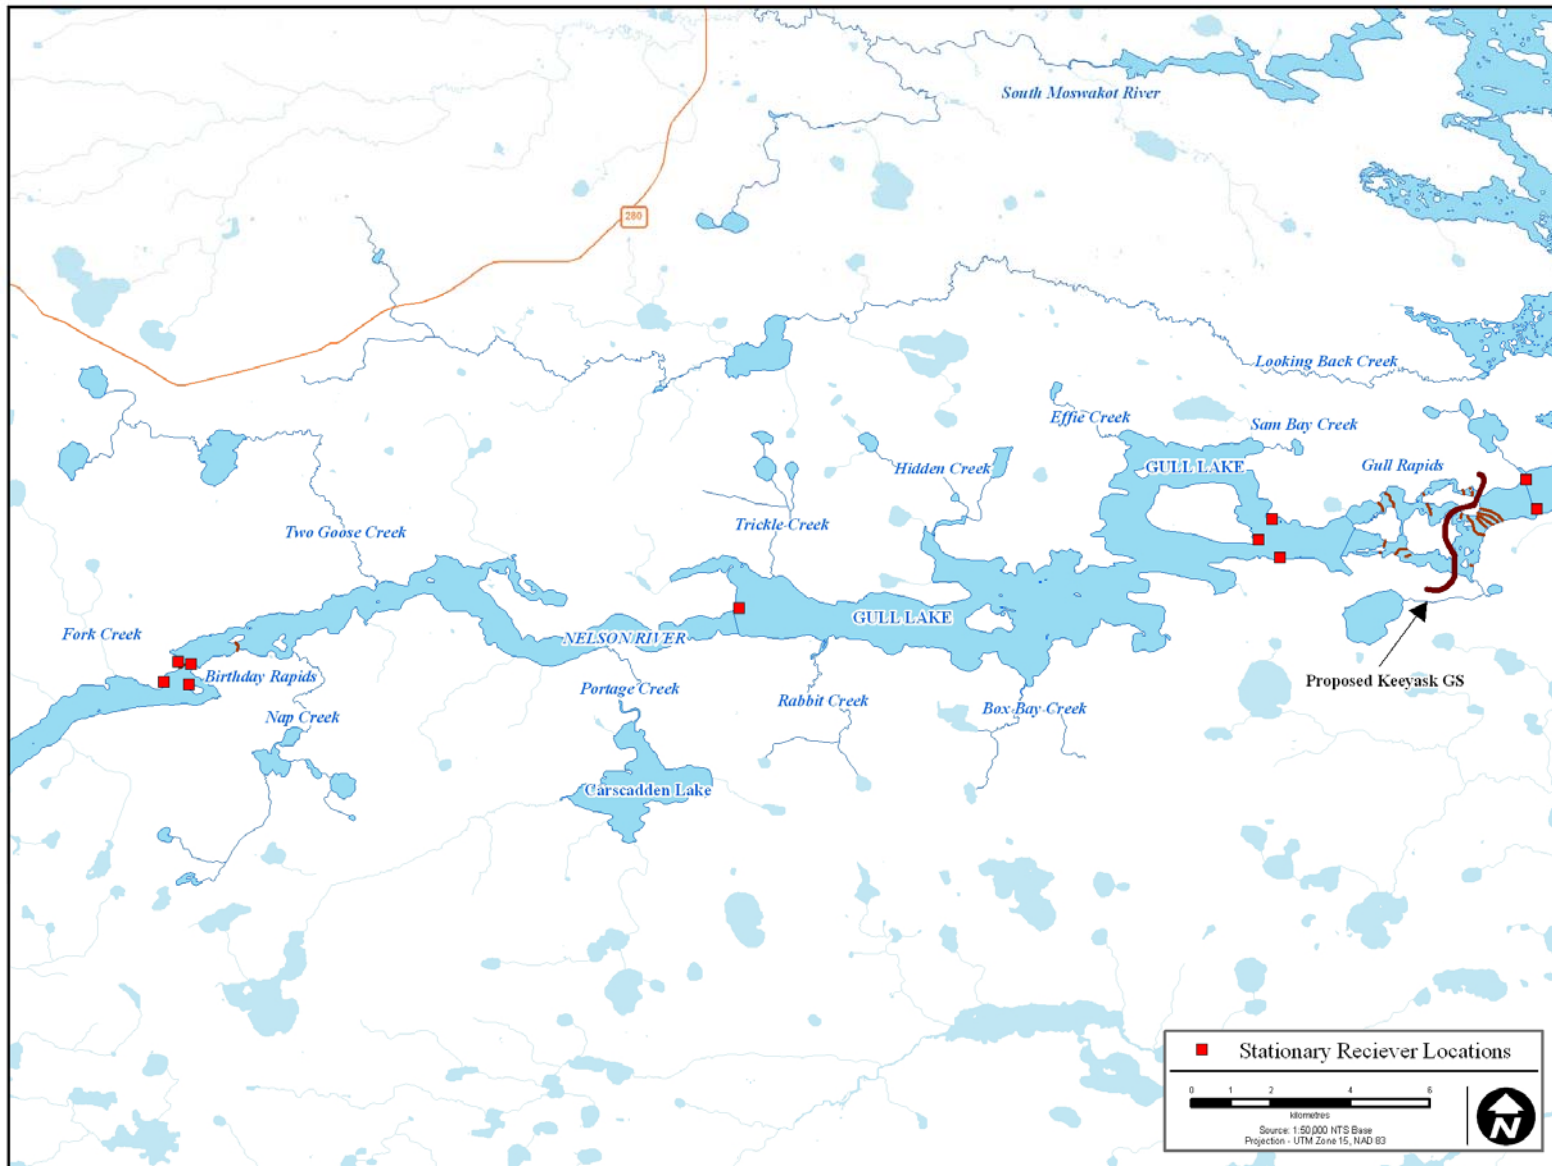 South Moswakot River
280
Looking Back Creek
Effie Creek
Sam Bay Creek
GULL LAKE
Gull Rapids
Hidden Creek
Trickle Creek
Two Goose Creek
GULL LAKE
Fork Creek
NELSON RIVER
Birthday Rapids
Proposed Keeyask GS
Portage Creek
Rabbit Creek
Box Bay Creek
Nap Creek
Carscadden Lake
Stationary Reciever Locations
0 1 2 4 6
kilometres
Source: 1:50,000 NTS Base
Projection - UTM Zone 15, NAD 83
N